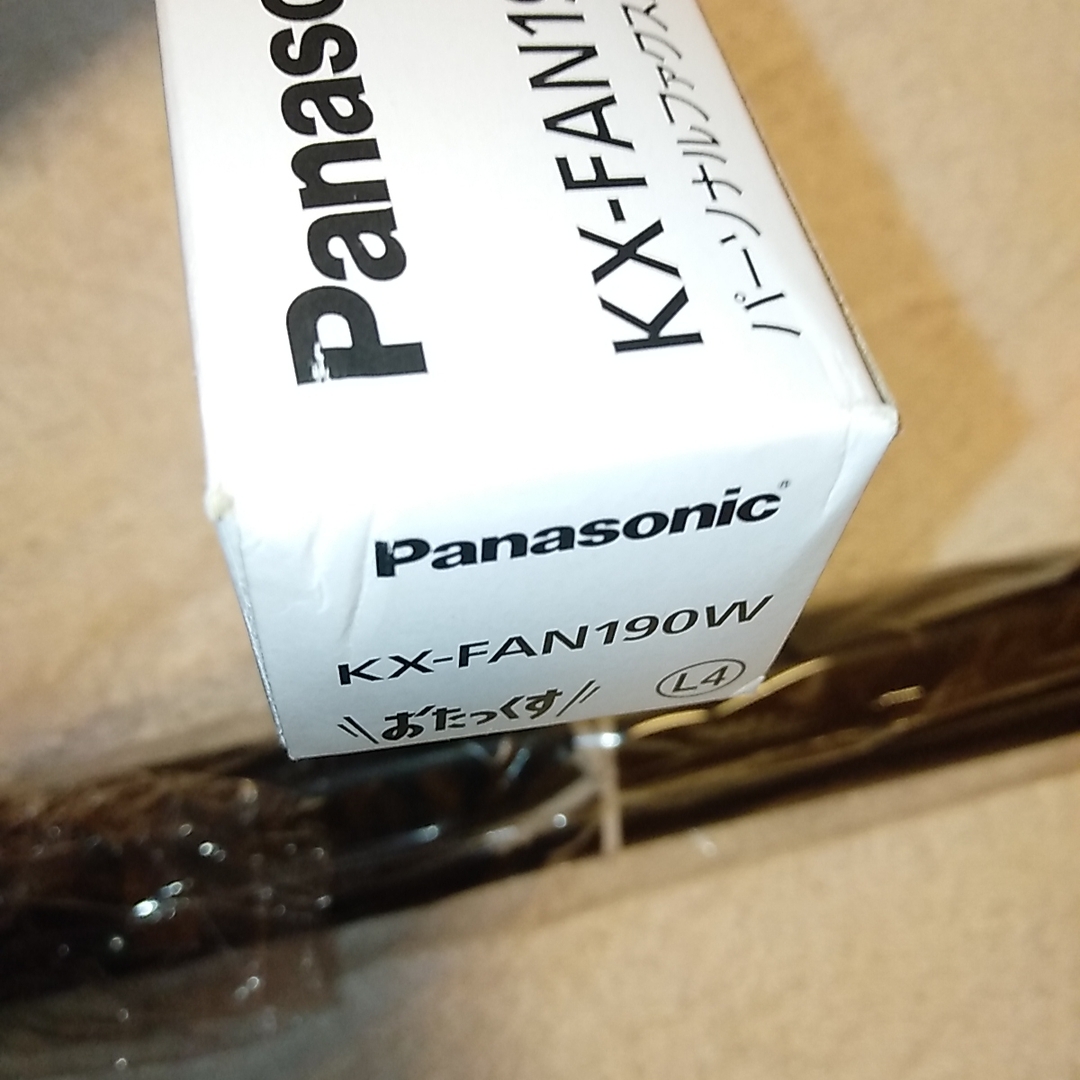 Panaso
KX-FAN19
パーソナルファクス
Panasonic®
KX-FAN190W
\\おたっくす// L4